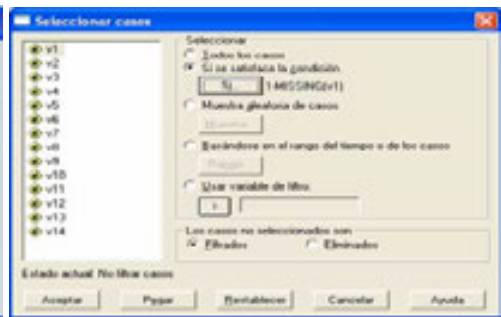 Seleccionar casos
v1
v2
v3
v4
v5
v6
v7
v8
v9
v10
v11
v12
v13
v14
Seleccionar
Todos los casos
Si se satisface la condición
Si... 1-MISSING(v1)
Muestra aleatoria de casos
Muestra...
Basándose en el rango del tiempo o de los casos
Rango...
Usar variable de filtro:
Los casos no seleccionados son
Filtrados Eliminados
Estado actual: No filtrar casos
Aceptar Pegar Restablecer Cancelar Ayuda